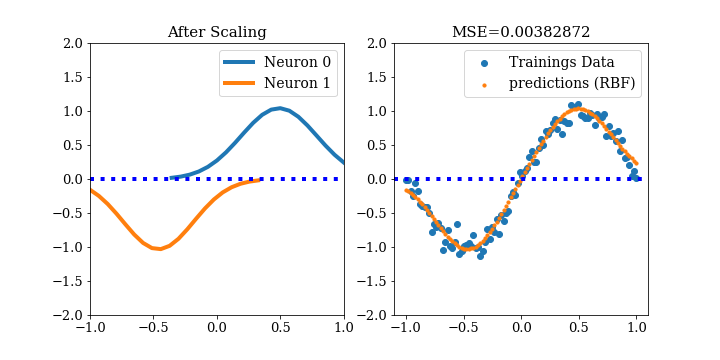 After Scaling
2.0
1.5
1.0
0.5
0.0
−0.5
−1.0
−1.5
−2.0
−1.0 −0.5 0.0 0.5 1.0
Neuron 0
Neuron 1
MSE=0.00382872
2.0
1.5
1.0
0.5
0.0
−0.5
−1.0
−1.5
−2.0
−1.0 −0.5 0.0 0.5 1.0
Trainings Data
predictions (RBF)